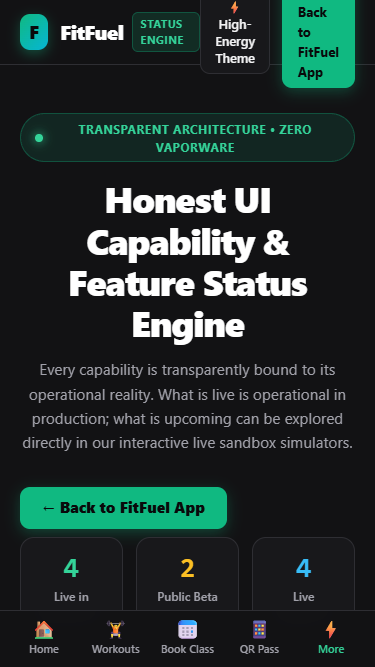 F
FitFuel
STATUS
ENGINE
⚡
High-
Energy
Theme
Back
to
FitFuel
App
TRANSPARENT ARCHITECTURE • ZERO
VAPORWARE
Honest UI
Capability &
Feature Status
Engine
Every capability is transparently bound to its
operational reality. What is live is operational in
production; what is upcoming can be explored
directly in our interactive live sandbox simulators.
← Back to FitFuel App
4
Live in
2
Public Beta
4
Live
Home
Workouts
Book Class
QR Pass
More